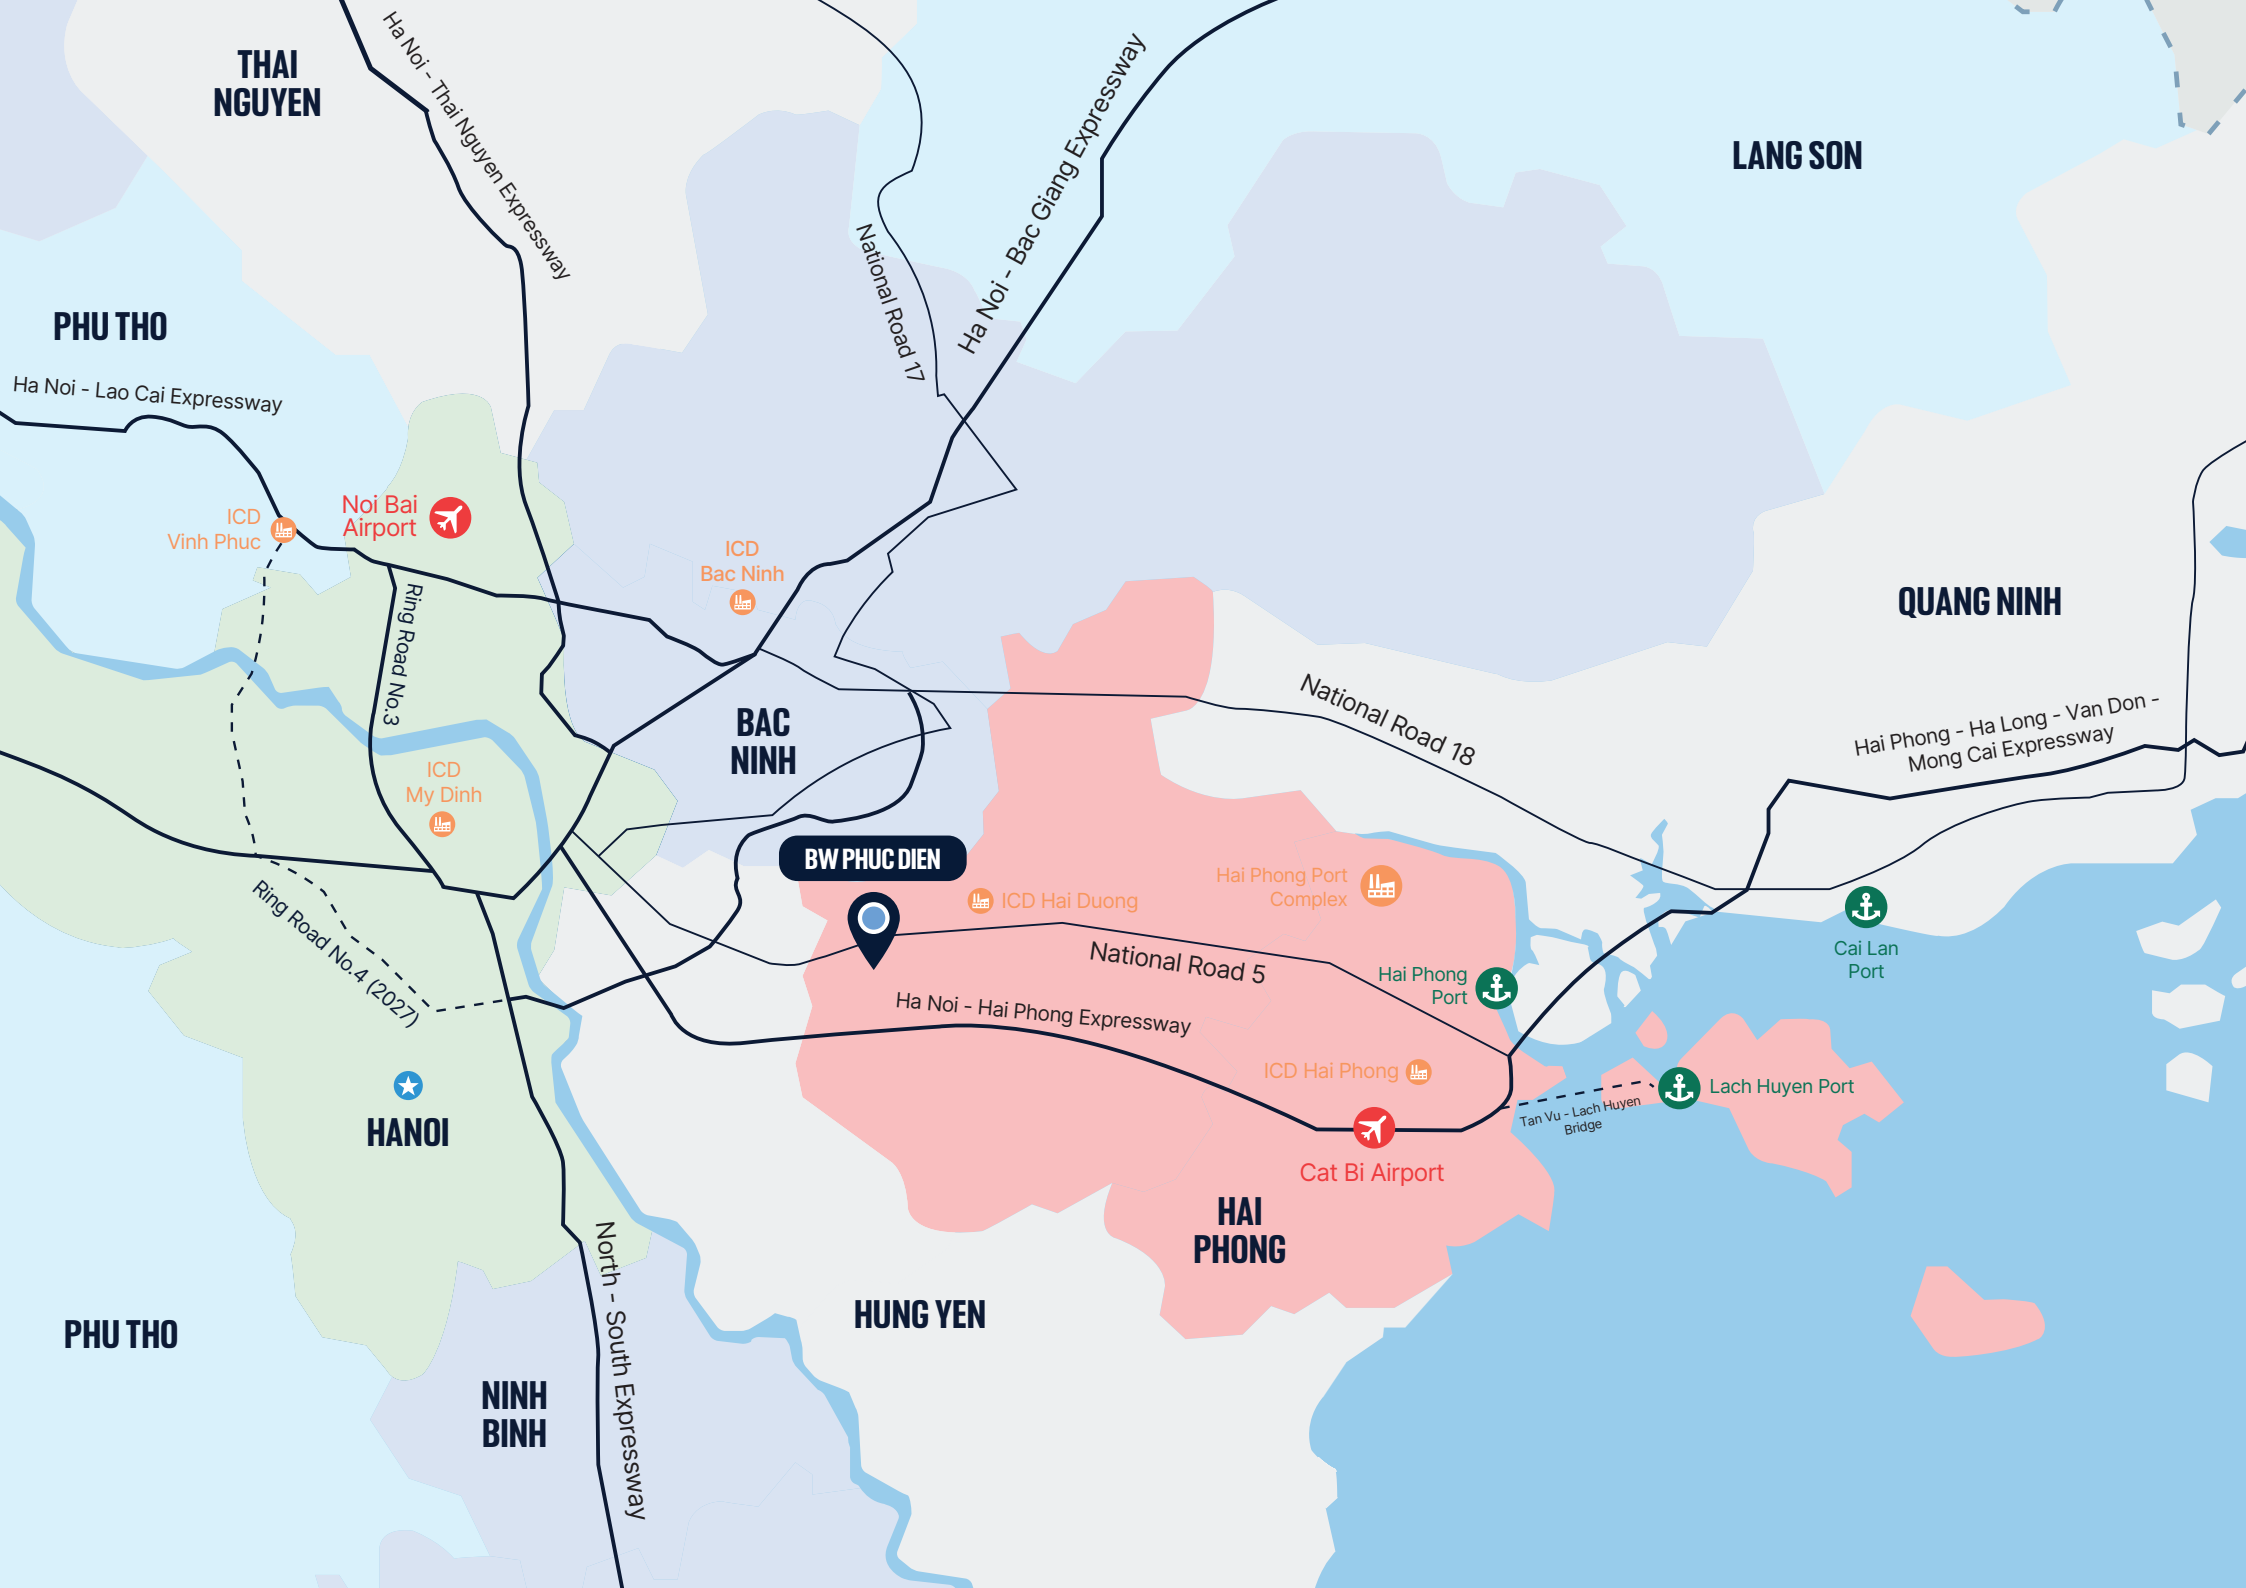 THAI
NGUYEN
Ha Noi - Thai Nguyen Expressway
National Road 17
Ha Noi - Bac Giang Expressway
LANG SON
PHU THO
Ha Noi - Lao Cai Expressway
ICD
Vinh Phuc
Noi Bai
Airport
ICD
Bac Ninh
Ring Road No.3
QUANG NINH
BAC
NINH
National Road 18
Hai Phong - Ha Long - Van Don -
Mong Cai Expressway
ICD
My Dinh
BW PHUC DIEN
ICD Hai Duong
Hai Phong Port
Complex
Ring Road No.4 (2027)
National Road 5
Cai Lan
Port
Hai Phong
Port
Ha Noi - Hai Phong Expressway
ICD Hai Phong
Lach Huyen Port
Tan Vu - Lach Huyen
Bridge
HANOI
Cat Bi Airport
HAI
PHONG
North - South Expressway
HUNG YEN
PHU THO
NINH
BINH